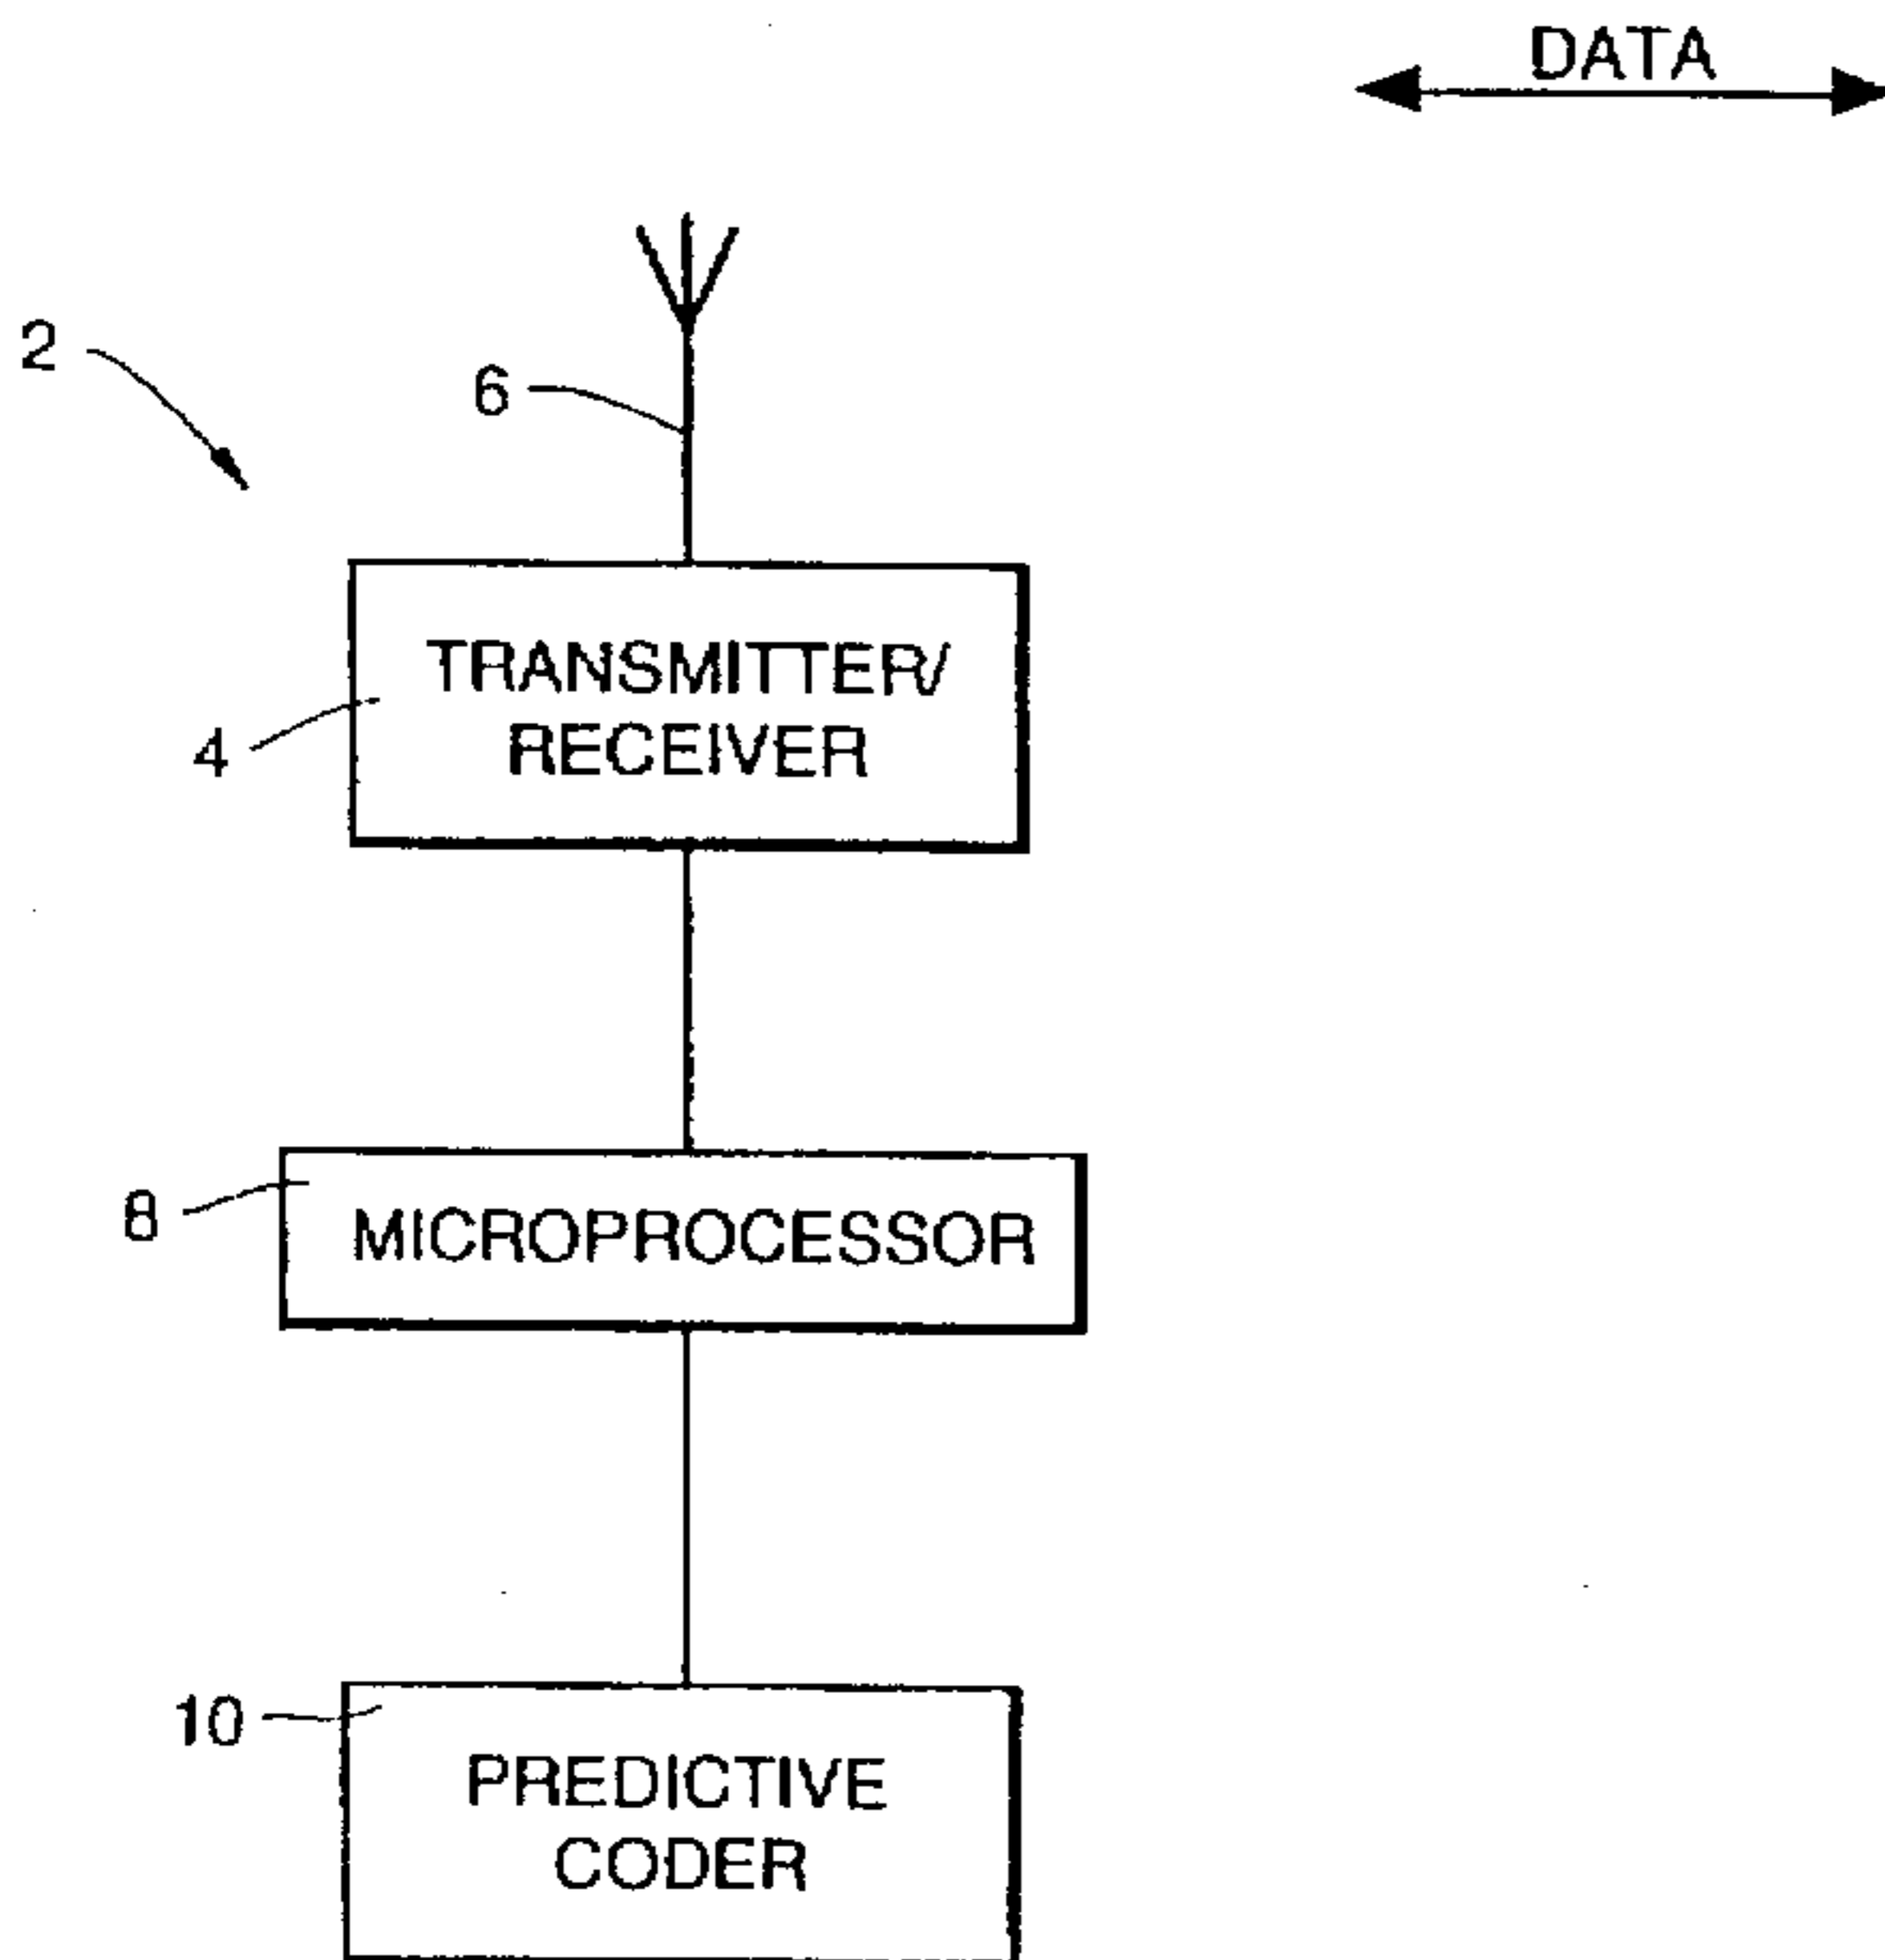 DATA
2
6
TRANSMITTER/
RECEIVER
4
8
MICROPROCESSOR
10
PREDICTIVE
CODER